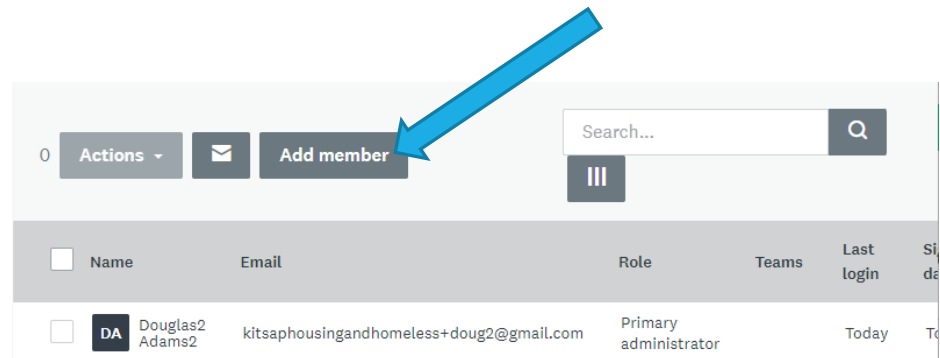 0 Actions Add member Search...
Name Email Role Teams Last login
DA Douglas2 Adams2 kitsaphousingandhomeless+doug2@gmail.com Primary administrator Today